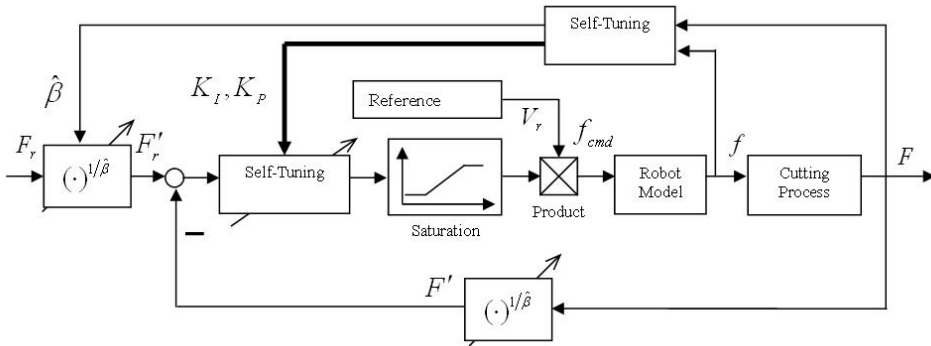 Self-Tuning
β̂
K_I, K_P
Reference
V_r
f_cmd
F_r
(·)^{1/β̂}
F'_r
Self-Tuning
Saturation
Product
Robot
Model
f
Cutting
Process
F
−
F'
(·)^{1/β̂}